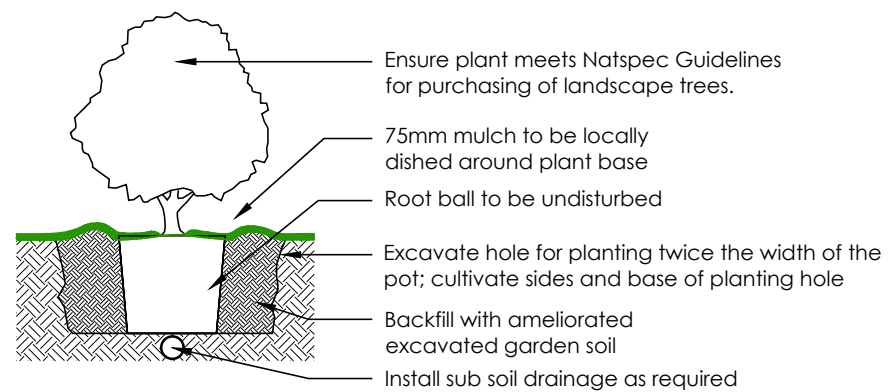 Ensure plant meets Natspec Guidelines
for purchasing of landscape trees.
75mm mulch to be locally
dished around plant base
Root ball to be undisturbed
Excavate hole for planting twice the width of the
pot; cultivate sides and base of planting hole
Backfill with ameliorated
excavated garden soil
Install sub soil drainage as required